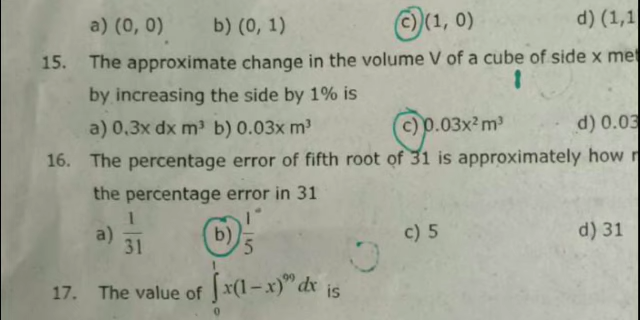 a) (0, 0) b) (0, 1) c) (1, 0) d) (1,1
15. The approximate change in the volume V of a cube of side x met
by increasing the side by 1% is
a) 0.3x dx m³ b) 0.03x m³ c) 0.03x² m³ d) 0.03
16. The percentage error of fifth root of 31 is approximately how
the percentage error in 31
a) 1/31 b) 1/5 c) 5 d) 31
17. The value of ∫₀¹ x(1−x)⁹⁹ dx is